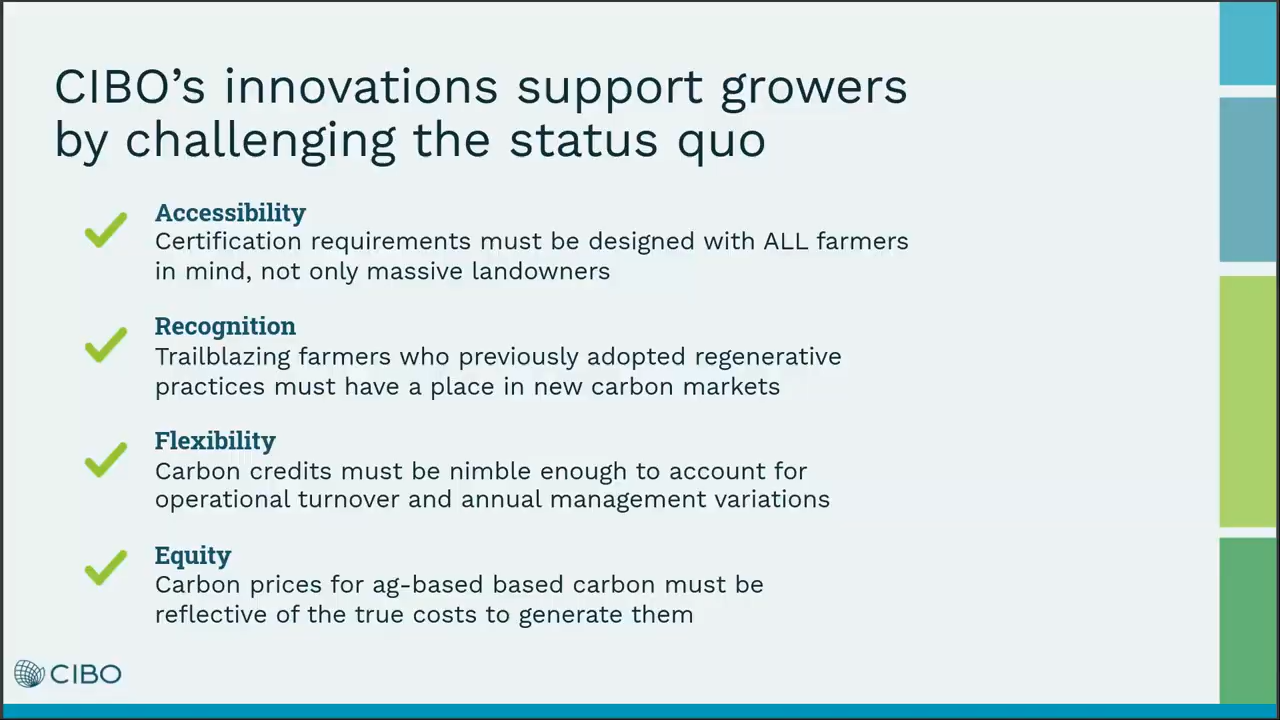 CIBO’s innovations support growers
by challenging the status quo
Accessibility
Certification requirements must be designed with ALL farmers
in mind, not only massive landowners
Recognition
Trailblazing farmers who previously adopted regenerative
practices must have a place in new carbon markets
Flexibility
Carbon credits must be nimble enough to account for
operational turnover and annual management variations
Equity
Carbon prices for ag-based based carbon must be
reflective of the true costs to generate them
CIBO